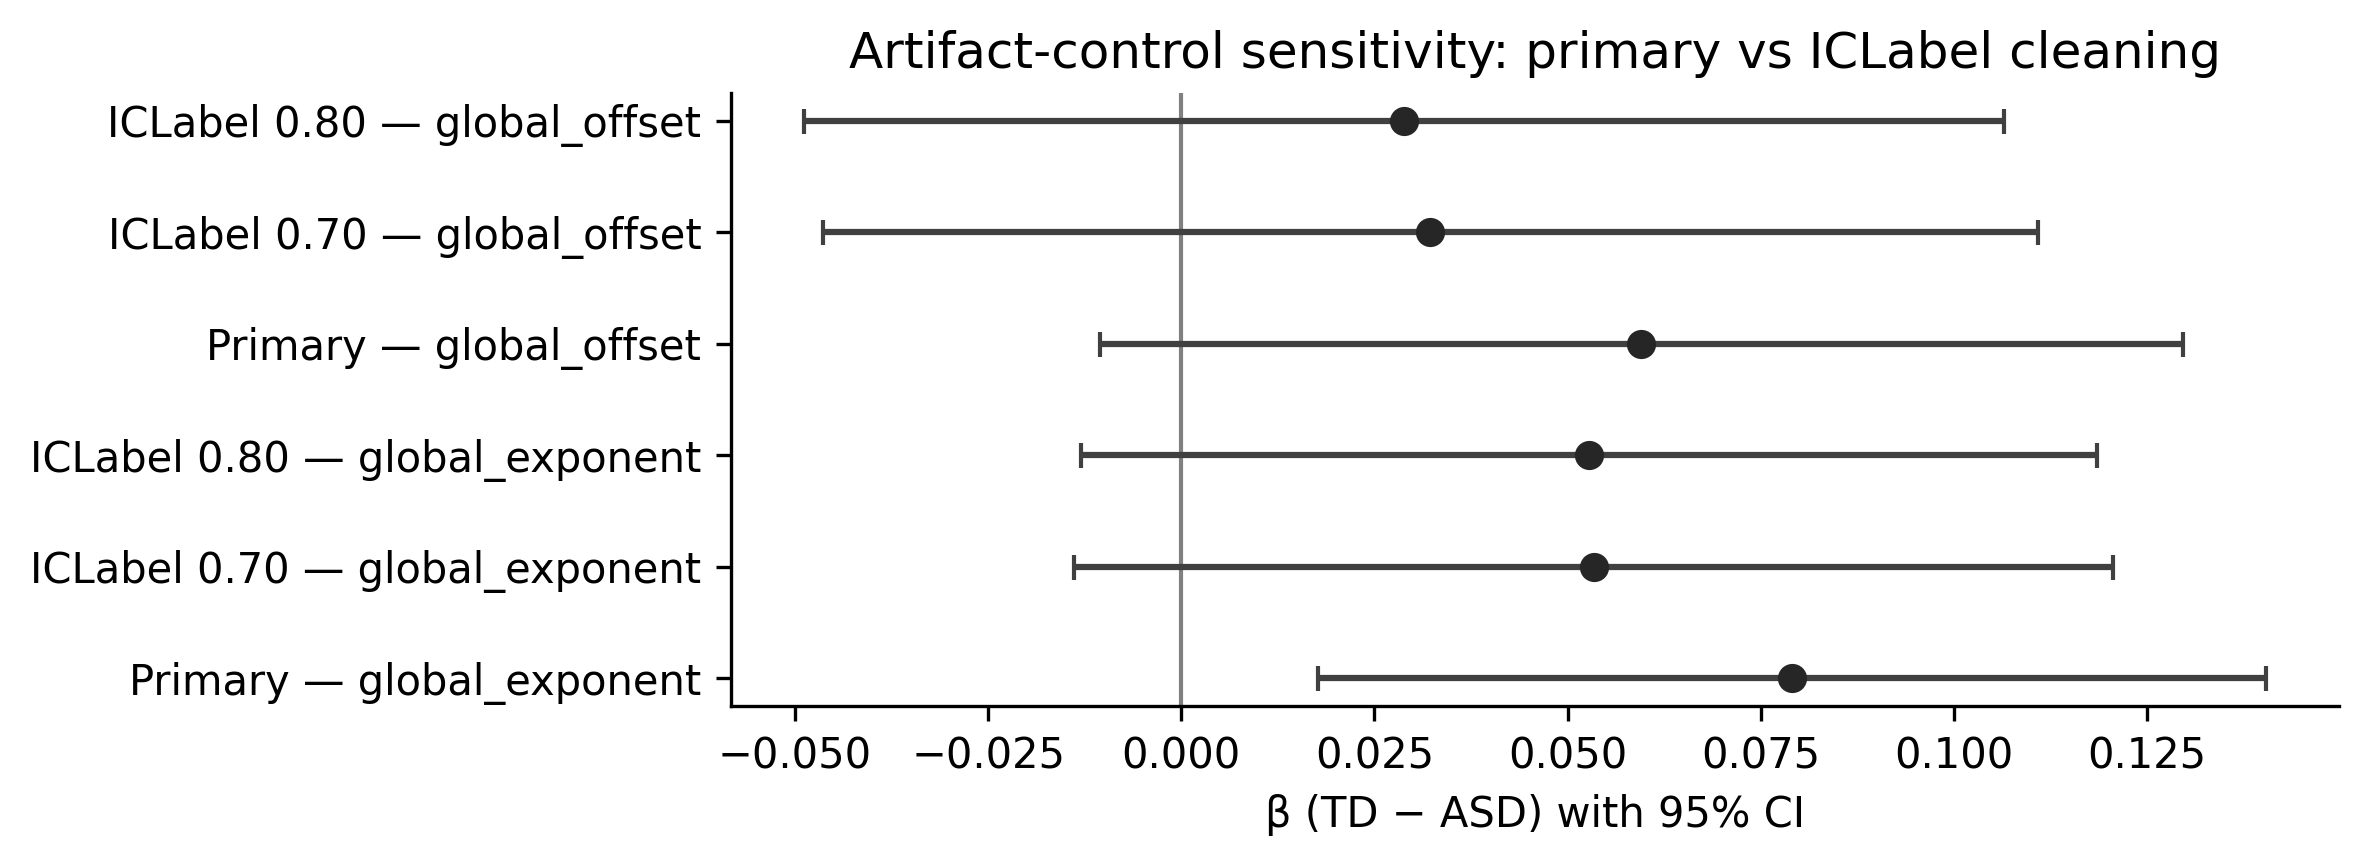 Artifact-control sensitivity: primary vs ICLabel cleaning
ICLabel 0.80 — global_offset
ICLabel 0.70 — global_offset
Primary — global_offset
ICLabel 0.80 — global_exponent
ICLabel 0.70 — global_exponent
Primary — global_exponent
−0.050 −0.025 0.000 0.025 0.050 0.075 0.100 0.125
β (TD − ASD) with 95% CI